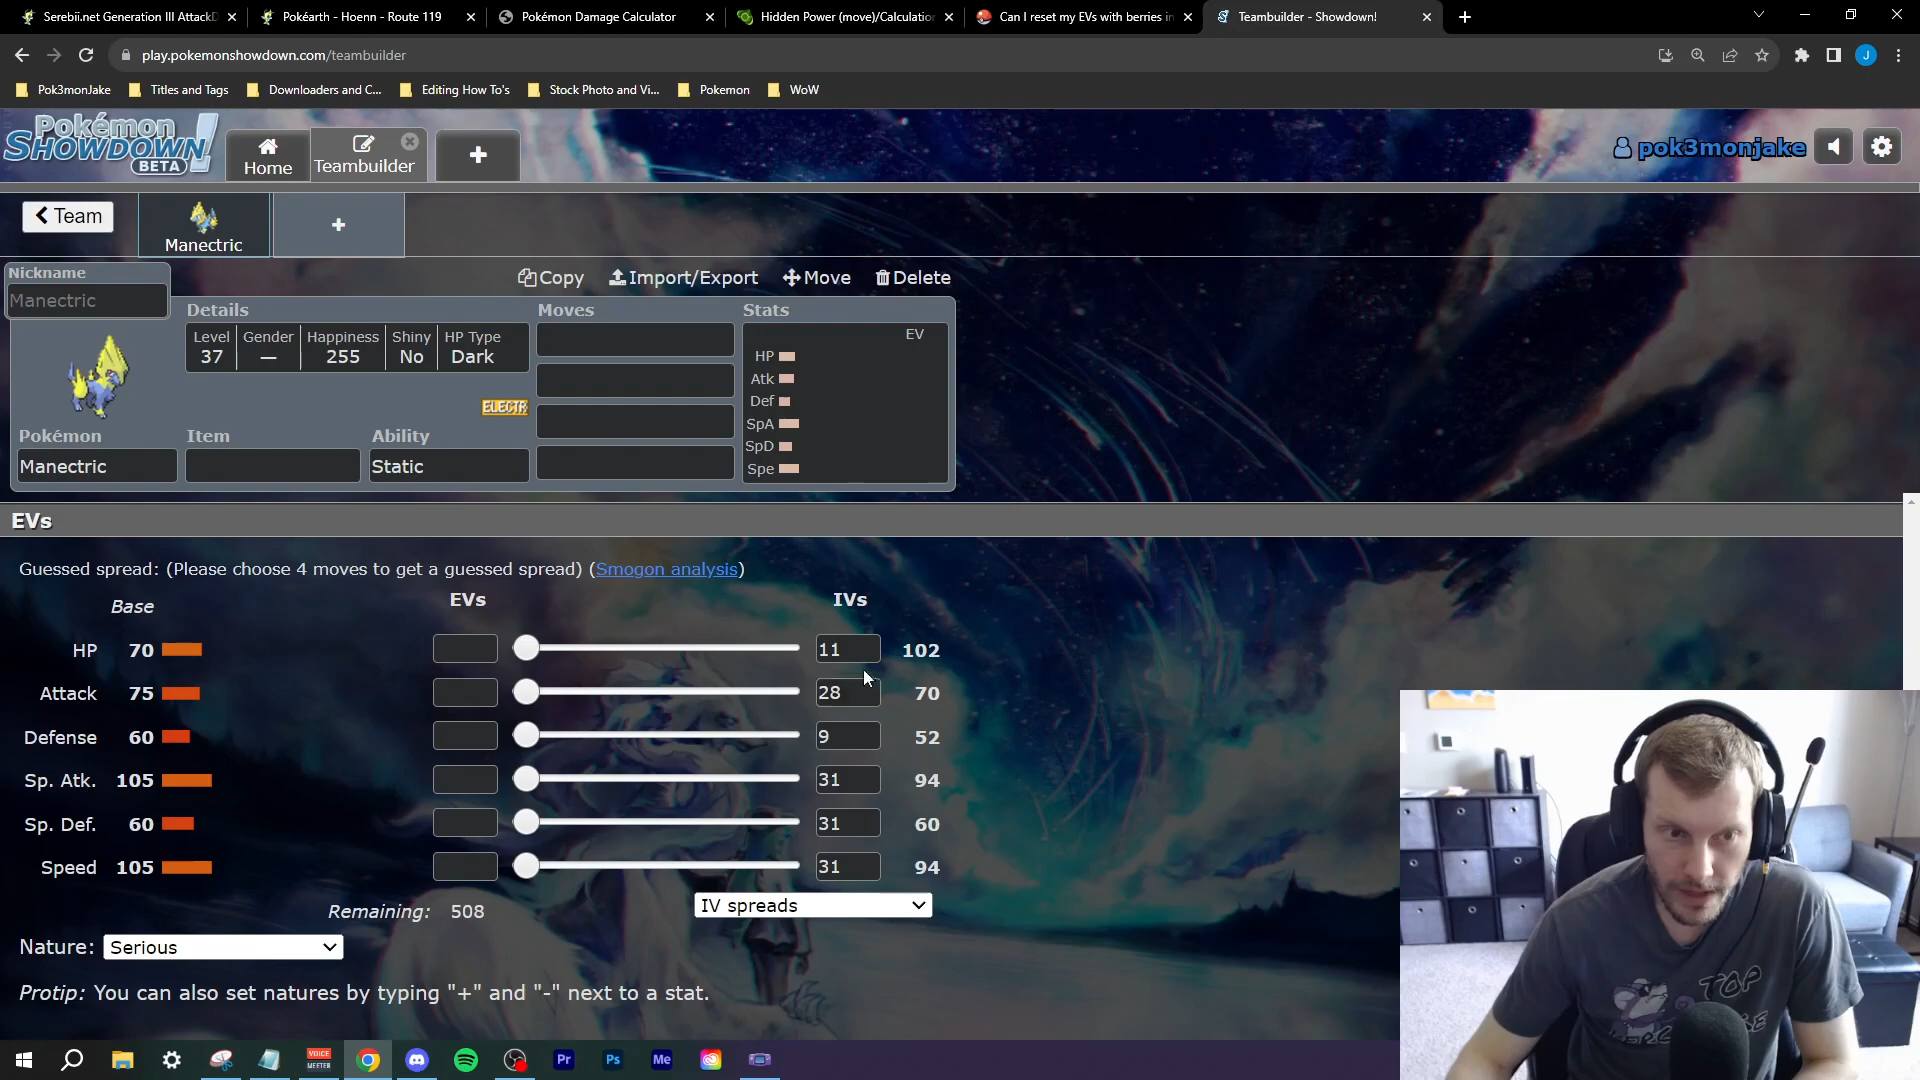 Serebii.net Generation III AttackD
Pokéarth - Hoenn - Route 119
Pokémon Damage Calculator
Hidden Power (move)/Calculation
Can I reset my EVs with berries in
Teambuilder - Showdown!
play.pokemonshowdown.com/teambuilder
J
Pok3monJake
Titles and Tags
Downloaders and C...
Editing How To's
Stock Photo and Vi...
Pokemon
WoW
Pokémon
SHOWDOWN!
BETA
Home
Teambuilder
pok3monjake
Team
Manectric
Nickname
Manectric
Copy
Import/Export
Move
Delete
Details
Moves
Stats
Level
37
Gender
—
Happiness
255
Shiny
No
HP Type
Dark
ELECTR
EV
HP
Atk
Def
SpA
SpD
Spe
Pokémon
Manectric
Item
Ability
Static
EVs
Guessed spread: (Please choose 4 moves to get a guessed spread) (Smogon analysis)
Base
EVs
IVs
HP 70 11 102
Attack 75 28 70
Defense 60 9 52
Sp. Atk. 105 31 94
Sp. Def. 60 31 60
Speed 105 31 94
Remaining: 508
IV spreads
Nature: Serious
Protip: You can also set natures by typing "+" and "-" next to a stat.
TOP
VOICE
MEETER
Pr
Ps
Me